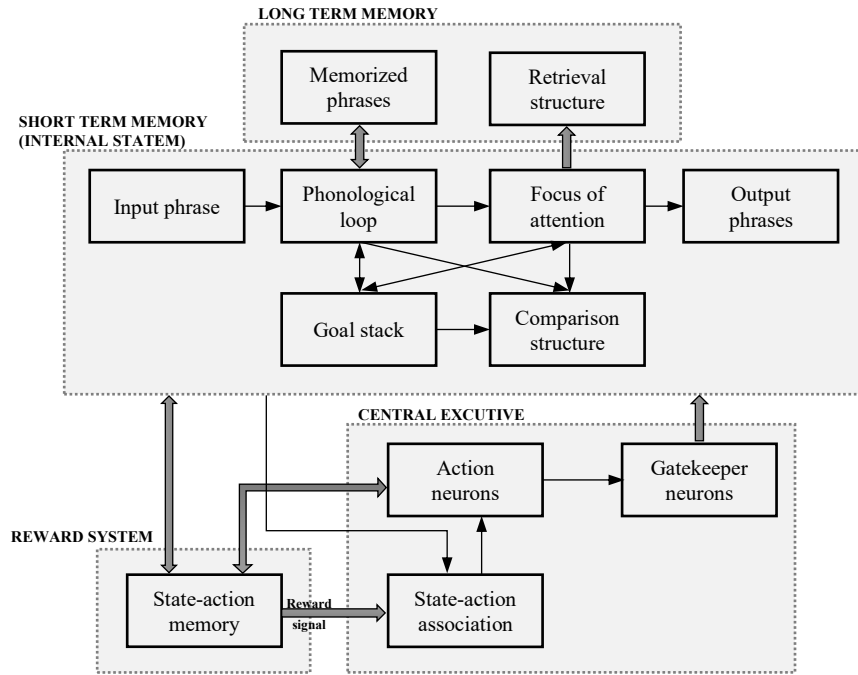 LONG TERM MEMORY
Memorized
phrases
Retrieval
structure
SHORT TERM MEMORY
(INTERNAL STATEM)
Input phrase
Phonological
loop
Focus of
attention
Output
phrases
Goal stack
Comparison
structure
CENTRAL EXCUTIVE
Action
neurons
Gatekeeper
neurons
REWARD SYSTEM
State-action
memory
Reward
signal
State-action
association